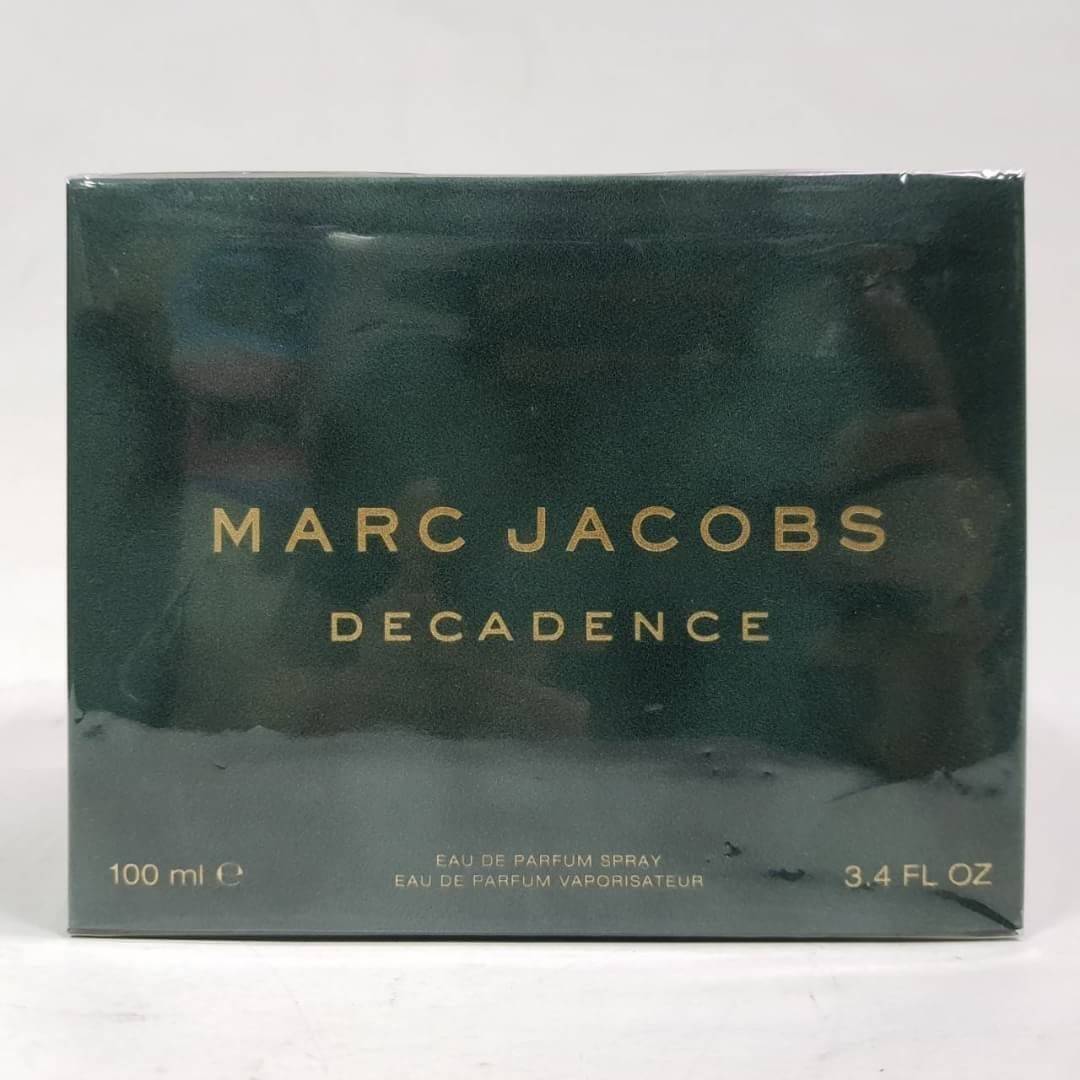 MARC JACOBS
DECADENCE
EAU DE PARFUM SPRAY
100 ml ℮ EAU DE PARFUM VAPORISATEUR 3.4 FL OZ